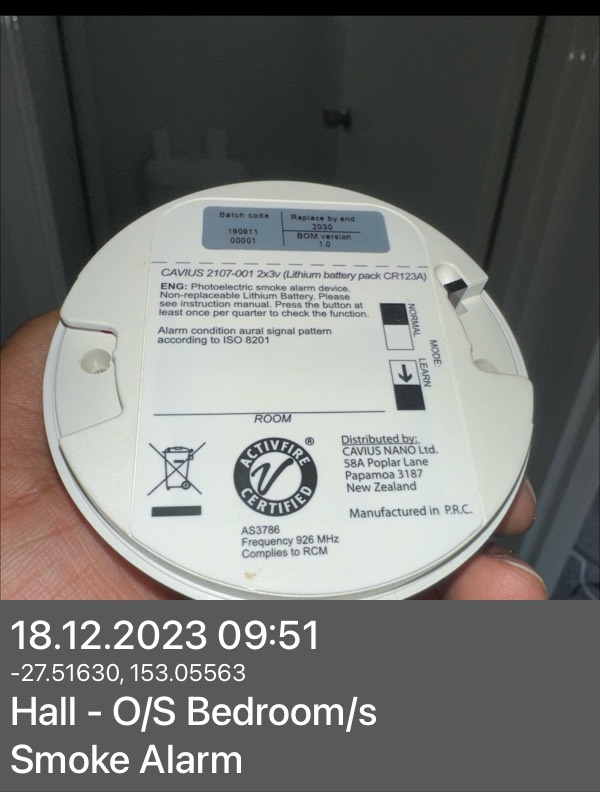 Batch code
190911
00001
Replace by end
2030
BOM version
1.0
CAVIUS 2107-001 2x3v (Lithium battery pack CR123A)
ENG: Photoelectric smoke alarm device.
Non-replaceable Lithium Battery. Please
see instruction manual. Press the button at
least once per quarter to check the function.
Alarm condition aural signal pattern
according to ISO 8201
MODE:
NORMAL
LEARN
ROOM
ACTIVFIRE®
CERTIFIED
Distributed by:
CAVIUS NANO Ltd.
58A Poplar Lane
Papamoa 3187
New Zealand
Manufactured in P.R.C.
AS3786
Frequency 926 MHz
Complies to RCM
18.12.2023 09:51
-27.51630, 153.05563
Hall - O/S Bedroom/s
Smoke Alarm